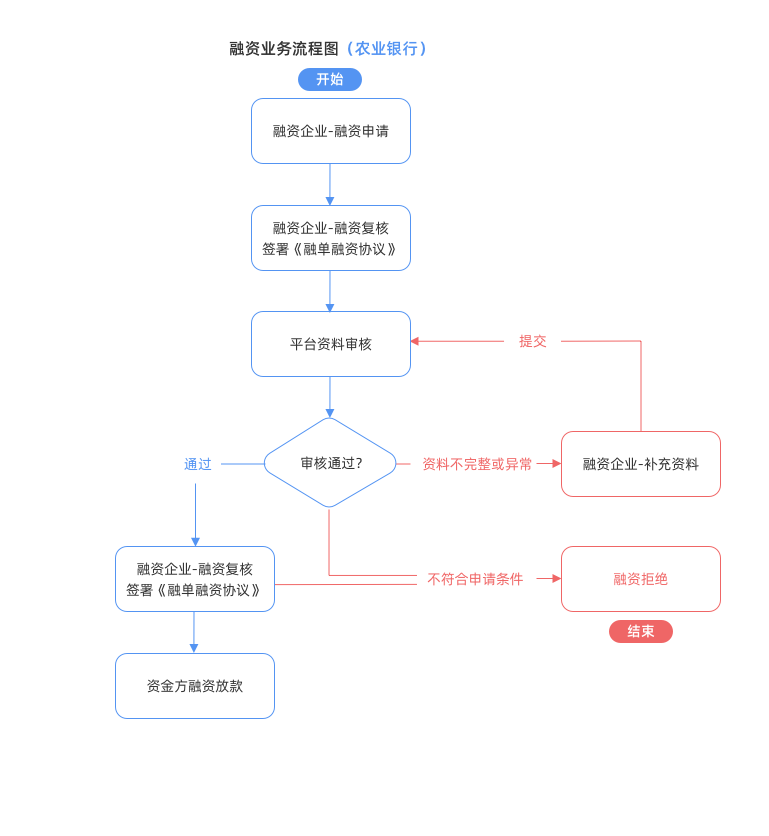 融资业务流程图（农业银行）
开始
融资企业-融资申请
融资企业-融资复核
签署《融单融资协议》
平台资料审核
提交
审核通过?
通过
资料不完整或异常
融资企业-补充资料
融资企业-融资复核
签署《融单融资协议》
不符合申请条件
融资拒绝
结束
资金方融资放款